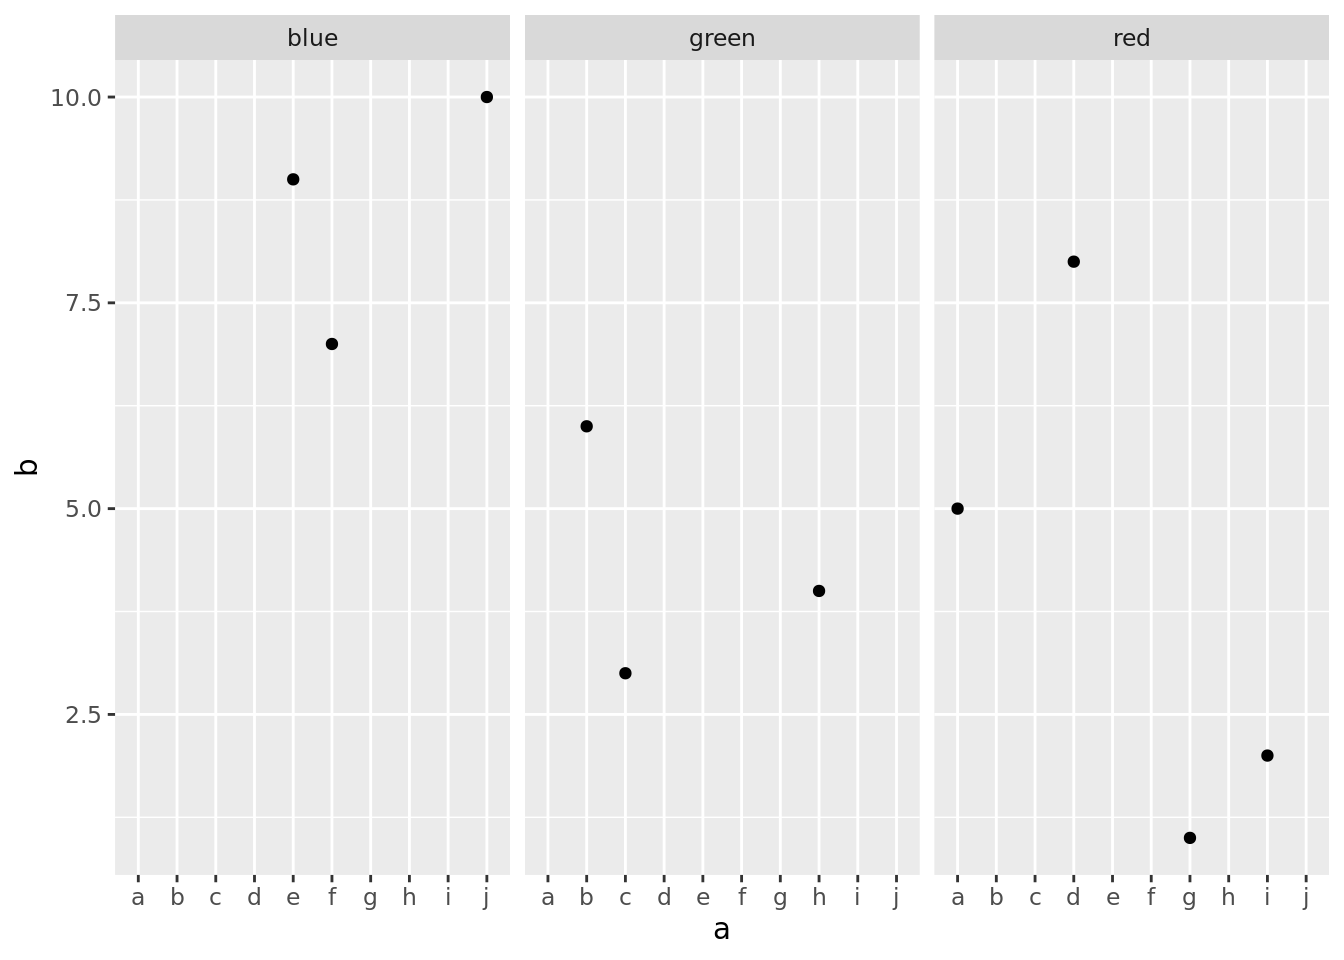 blue green red
10.0
7.5
5.0
2.5
b
a b c d e f g h i j a b c d e f g h i j a b c d e f g h i j
a